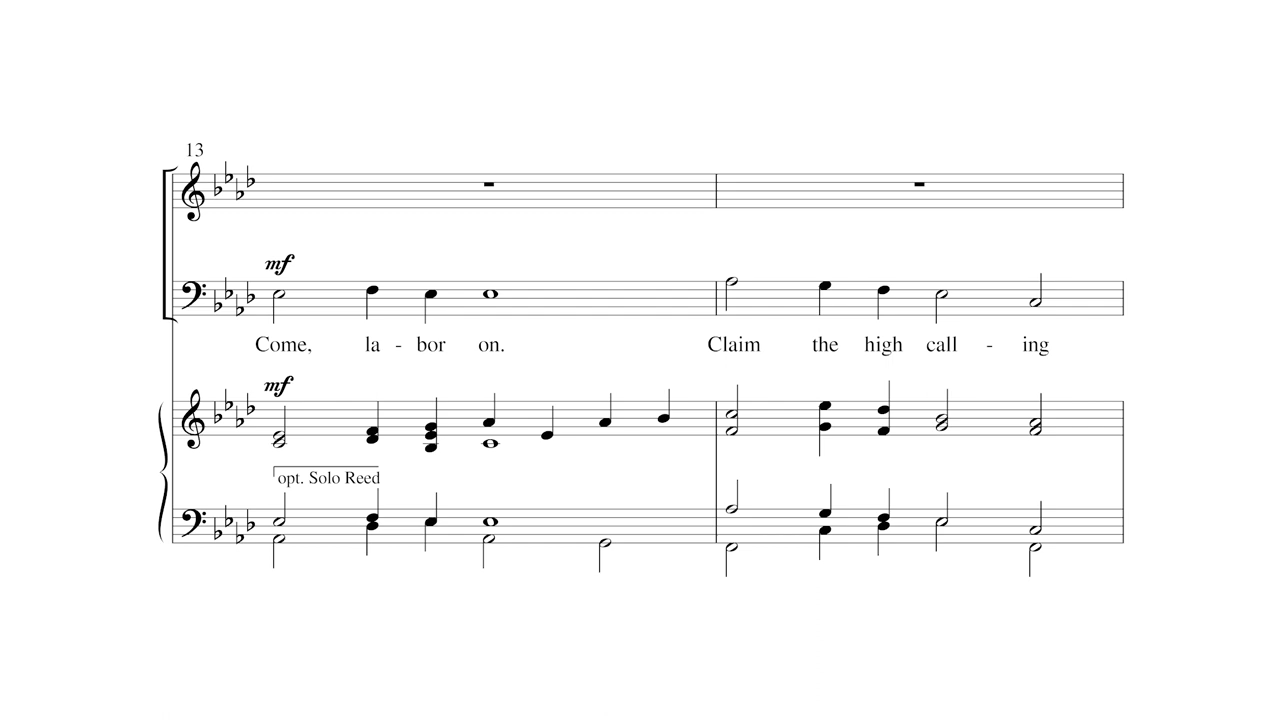 13
mf
Come, la - bor on. Claim the high call - ing
mf
opt. Solo Reed